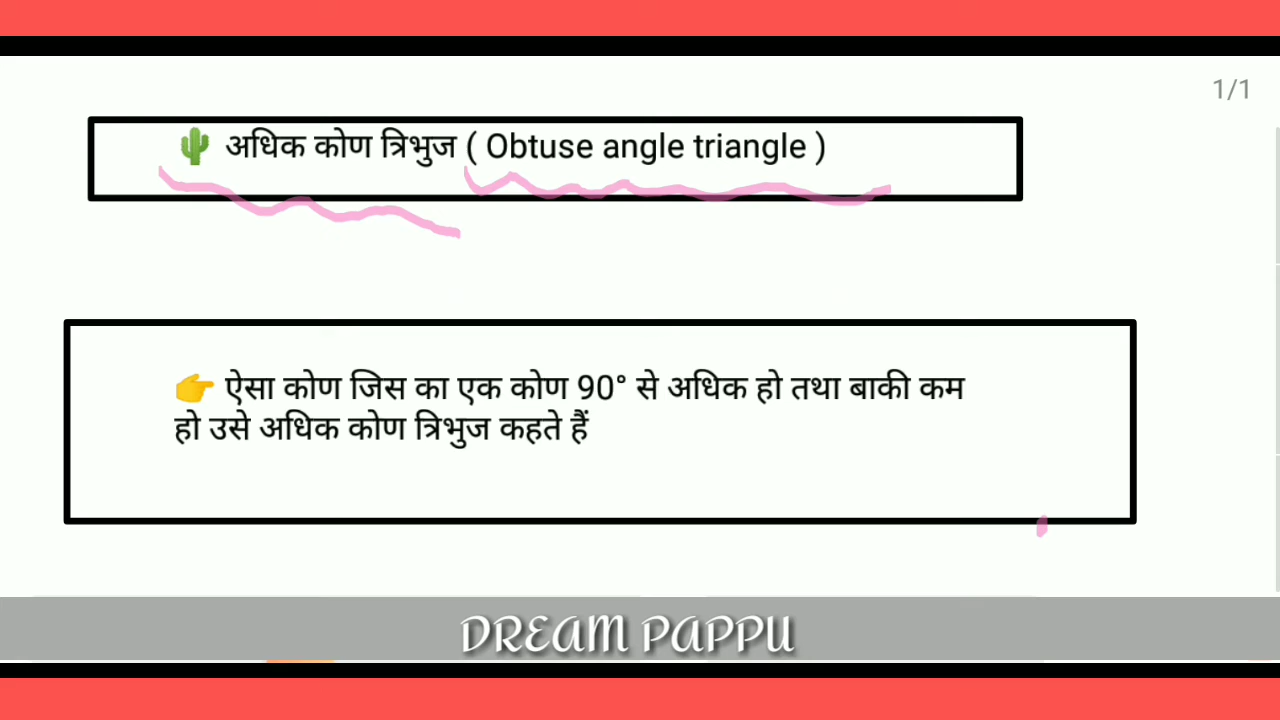 1/1
🌵 अधिक कोण त्रिभुज ( Obtuse angle triangle )
👉 ऐसा कोण जिस का एक कोण 90° से अधिक हो तथा बाकी कम
हो उसे अधिक कोण त्रिभुज कहते हैं
DREAM PAPPU